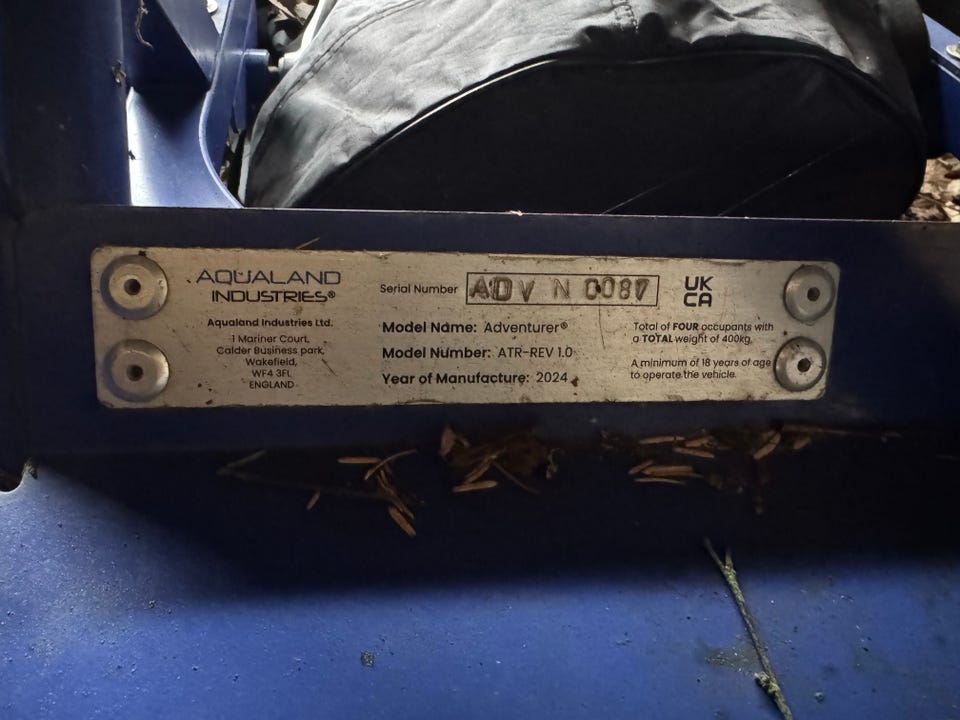 AQUALAND
INDUSTRIES®
Aqualand Industries Ltd.
1 Mariner Court,
Calder Business park,
Wakefield,
WF4 3FL
ENGLAND
Serial Number ADV N 0087
Model Name: Adventurer®
Model Number: ATR-REV 1.0
Year of Manufacture: 2024
UK
CA
Total of FOUR occupants with
a TOTAL weight of 400kg.
A minimum of 18 years of age
to operate the vehicle.